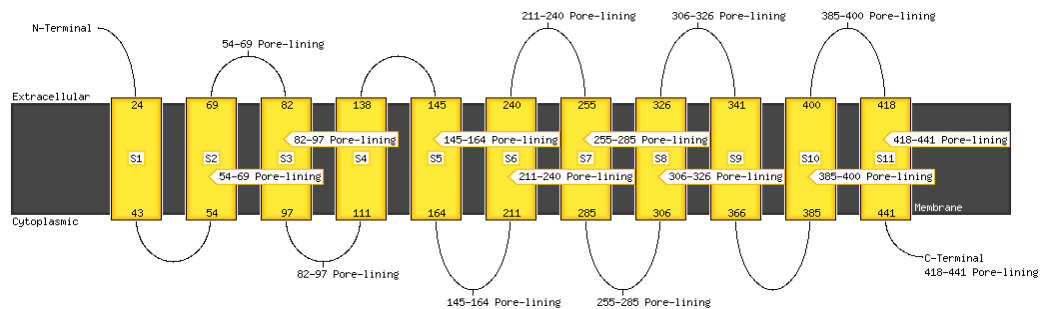 211-240 Pore-lining
306-326 Pore-lining
385-400 Pore-lining
N-Terminal
54-69 Pore-lining
Extracellular
24
69
82
138
145
240
255
326
341
400
418
82-97 Pore-lining
145-164 Pore-lining
255-285 Pore-lining
418-441 Pore-lining
S1
S2
S3
S4
S5
S6
S7
S8
S9
S10
S11
54-69 Pore-lining
211-240 Pore-lining
306-326 Pore-lining
385-400 Pore-lining
43
54
97
111
164
211
285
306
366
385
441
Membrane
Cytoplasmic
C-Terminal
82-97 Pore-lining
418-441 Pore-lining
145-164 Pore-lining
255-285 Pore-lining